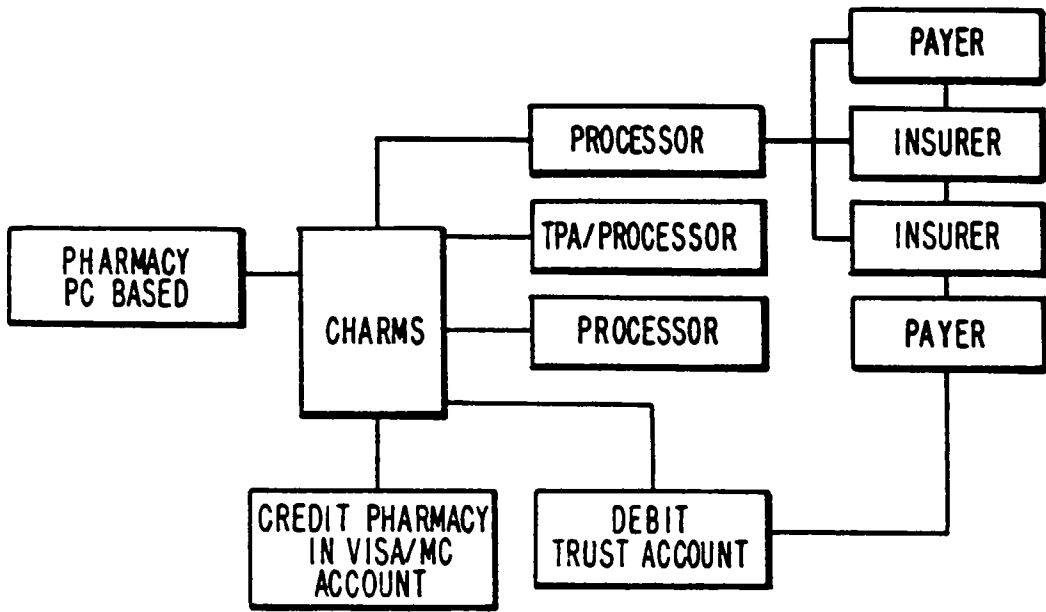 PAYER
PROCESSOR
INSURER
PHARMACY
PC BASED
TPA/PROCESSOR
INSURER
CHARMS
PROCESSOR
PAYER
CREDIT PHARMACY
IN VISA/MC
ACCOUNT
DEBIT
TRUST ACCOUNT